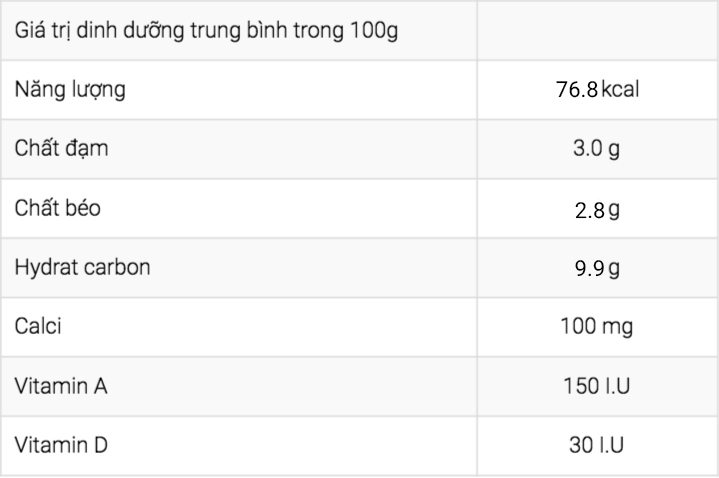 Giá trị dinh dưỡng trung bình trong 100g
Năng lượng 76.8 kcal
Chất đạm 3.0 g
Chất béo 2.8 g
Hydrat carbon 9.9 g
Calci 100 mg
Vitamin A 150 I.U
Vitamin D 30 I.U